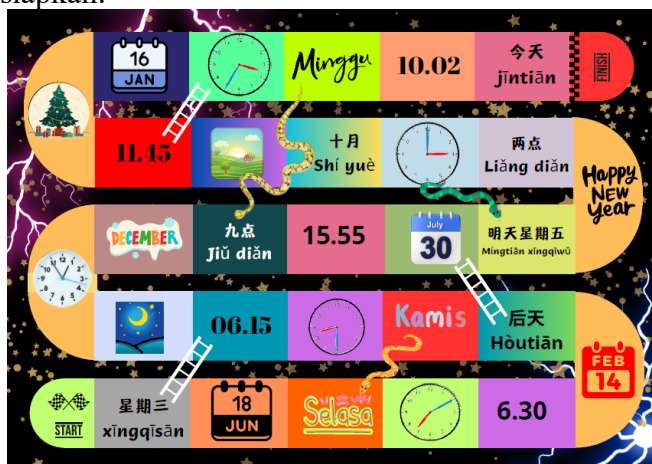 siapkan.
16
JAN
Minggu
10.02
今天
jīntiān
FINISH
11.45
十月
Shí yuè
两点
Liǎng diǎn
Happy
New
Year
DECEMBER
九点
Jiǔ diǎn
15.55
July
30
明天星期五
Míngtiān xīngqīwǔ
06.15
Kamis
后天
Hòutiān
FEB
14
START
星期三
xīngqīsān
18
JUN
Selasa
6.30